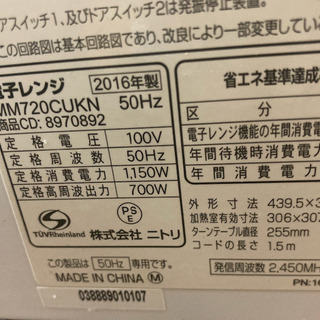 ドアスイッチ1、及びドアスイッチ2は発振停止装置。
この回路図は基本回路であり、改良により一部変更して
電子レンジ 2016年製
MM720CUKN 50Hz
商品CD: 8970892
定格電圧 100V
定格周波数 50Hz
定格消費電力 1,150W
定格高周波出力 700W
TÜVRheinland
PSE
株式会社 ニトリ
この製品は 50Hz 専用です。
MADE IN CHINA M
038889010107
省エネ基準達成
区分
電子レンジ機能の年間消費電
年間待機時消費電力
年間消費電力
外形寸法 439.5×3
加熱室有効寸法 306×307
ターンテーブル直径 255mm
コードの長さ 1.5m
発信周波数 2,450MH
PN:16